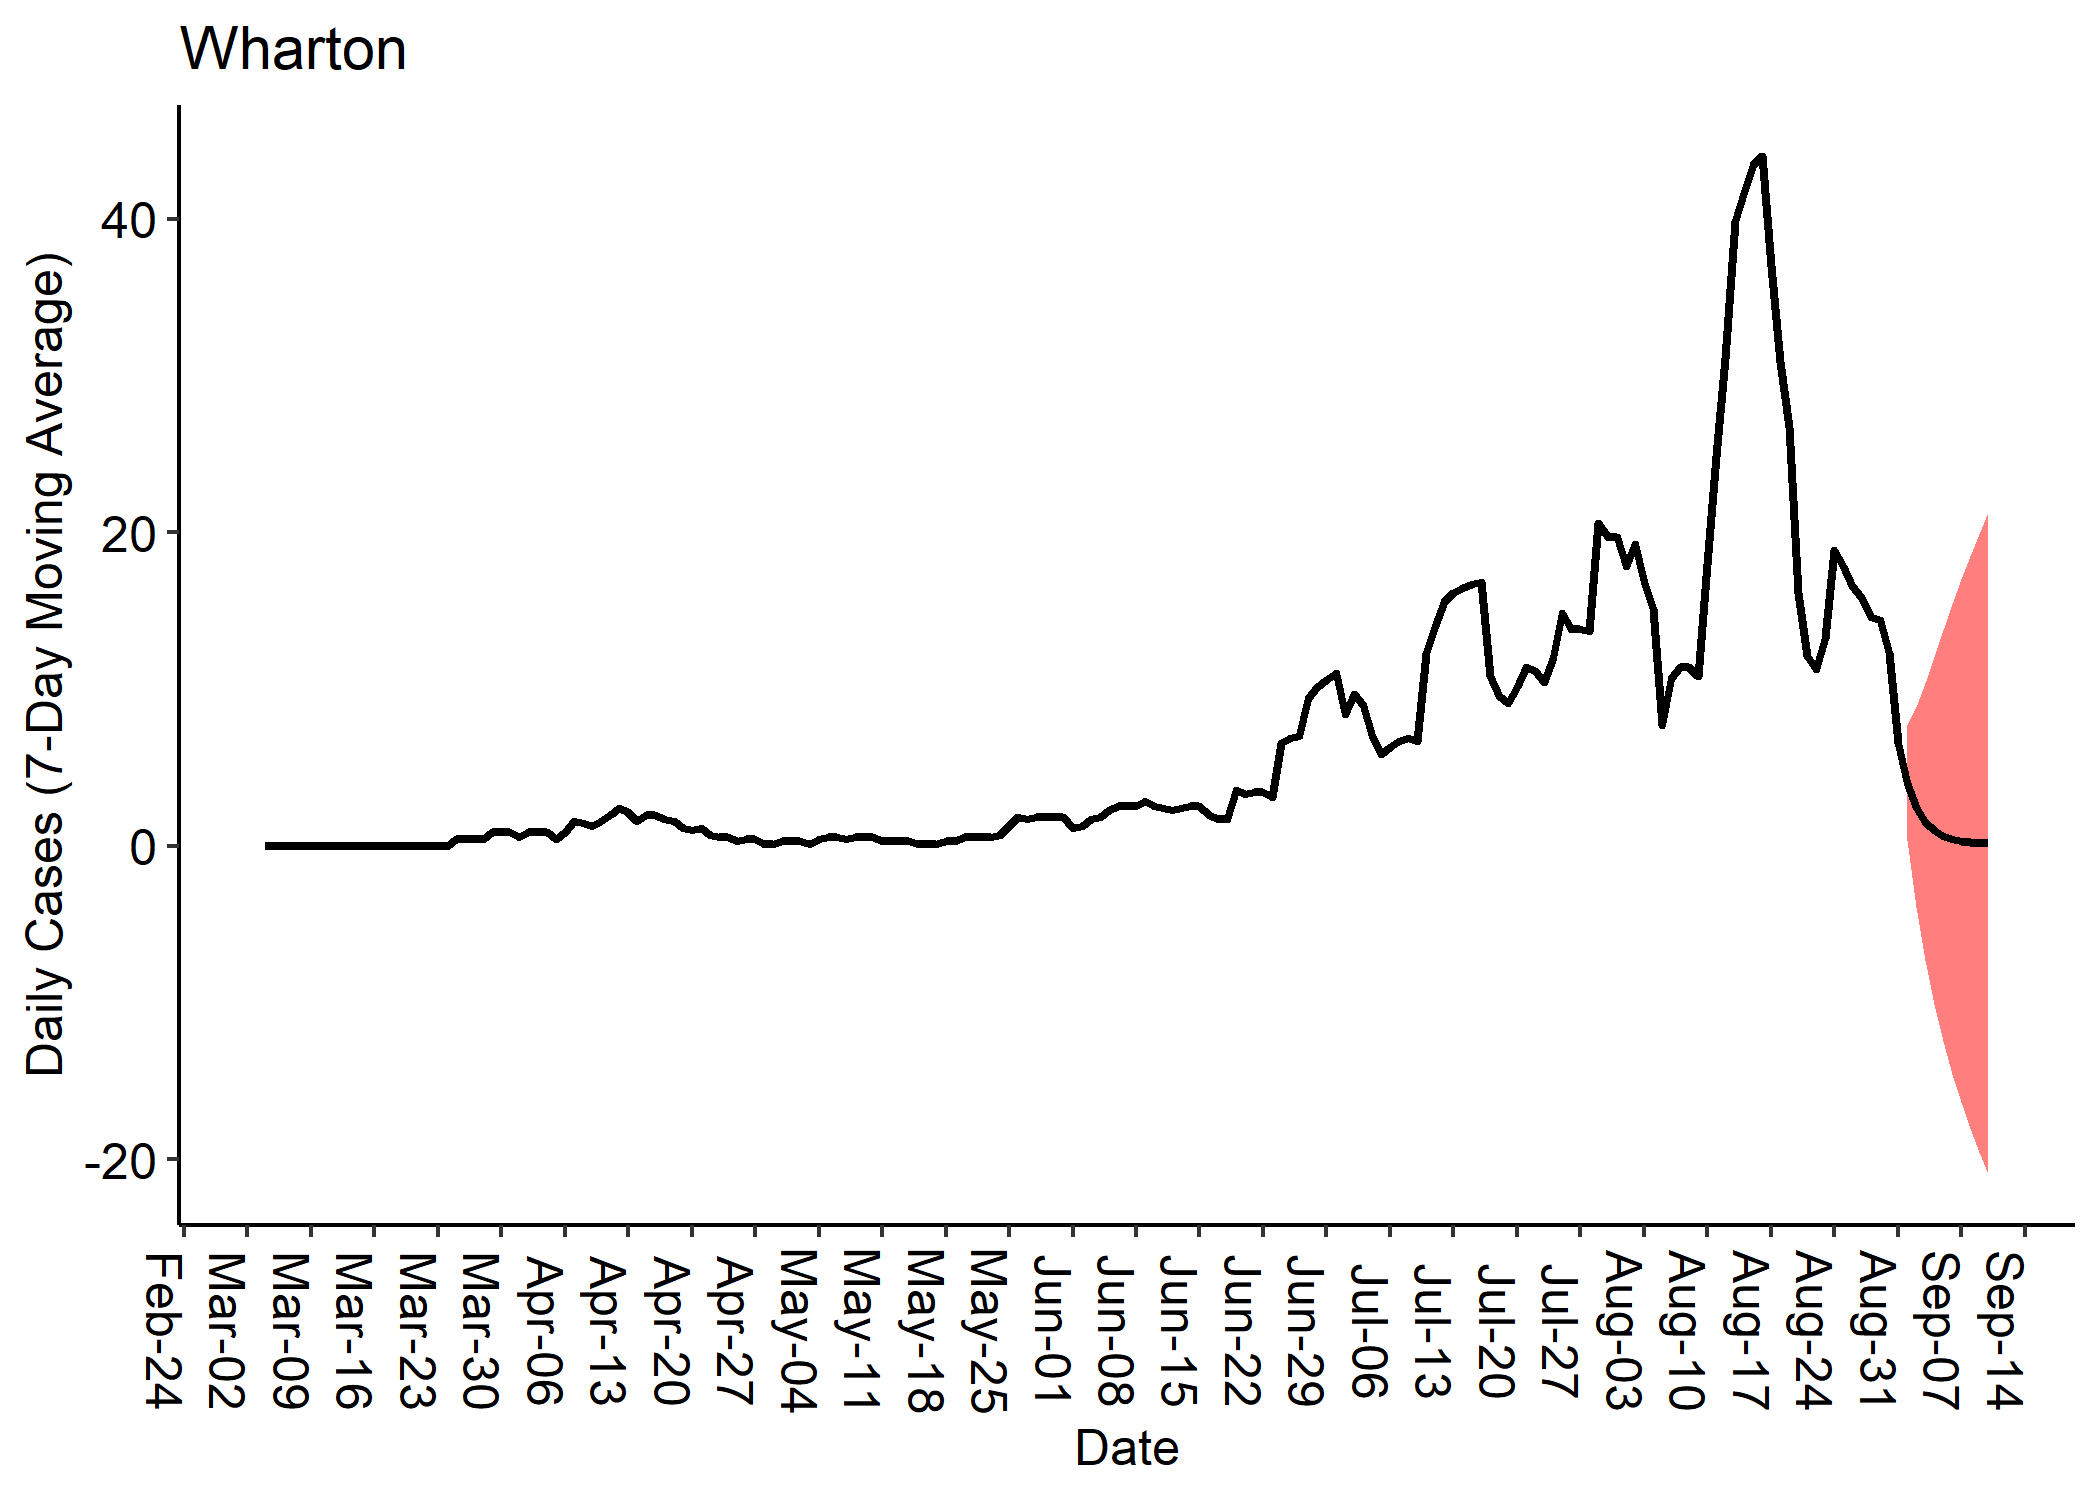 Wharton
Daily Cases (7-Day Moving Average)
40
20
0
-20
Feb-24
Mar-02
Mar-09
Mar-16
Mar-23
Mar-30
Apr-06
Apr-13
Apr-20
Apr-27
May-04
May-11
May-18
May-25
Jun-01
Jun-08
Jun-15
Jun-22
Jun-29
Jul-06
Jul-13
Jul-20
Jul-27
Aug-03
Aug-10
Aug-17
Aug-24
Aug-31
Sep-07
Sep-14
Date